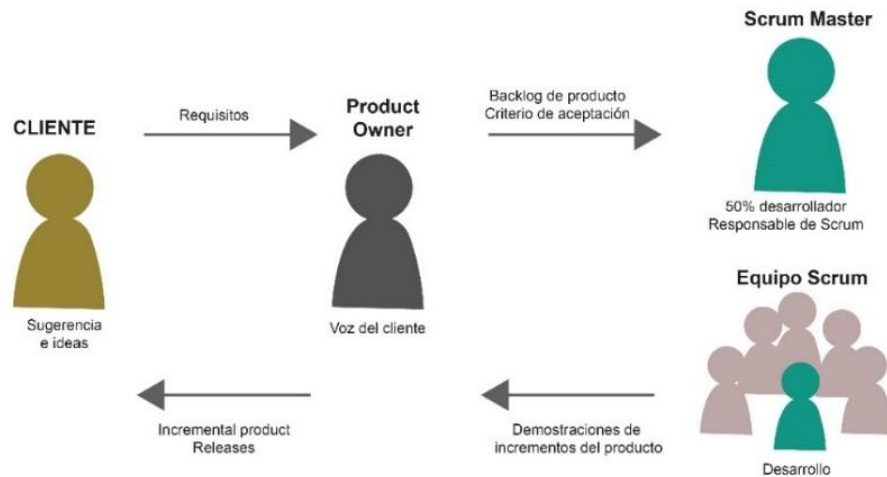 Scrum Master
CLIENTE
Requisitos
Product
Owner
Backlog de producto
Criterio de aceptación
Sugerencia
e ideas
Voz del cliente
50% desarrollador
Responsable de Scrum
Equipo Scrum
Incremental product
Releases
Demostraciones de
incrementos del producto
Desarrollo